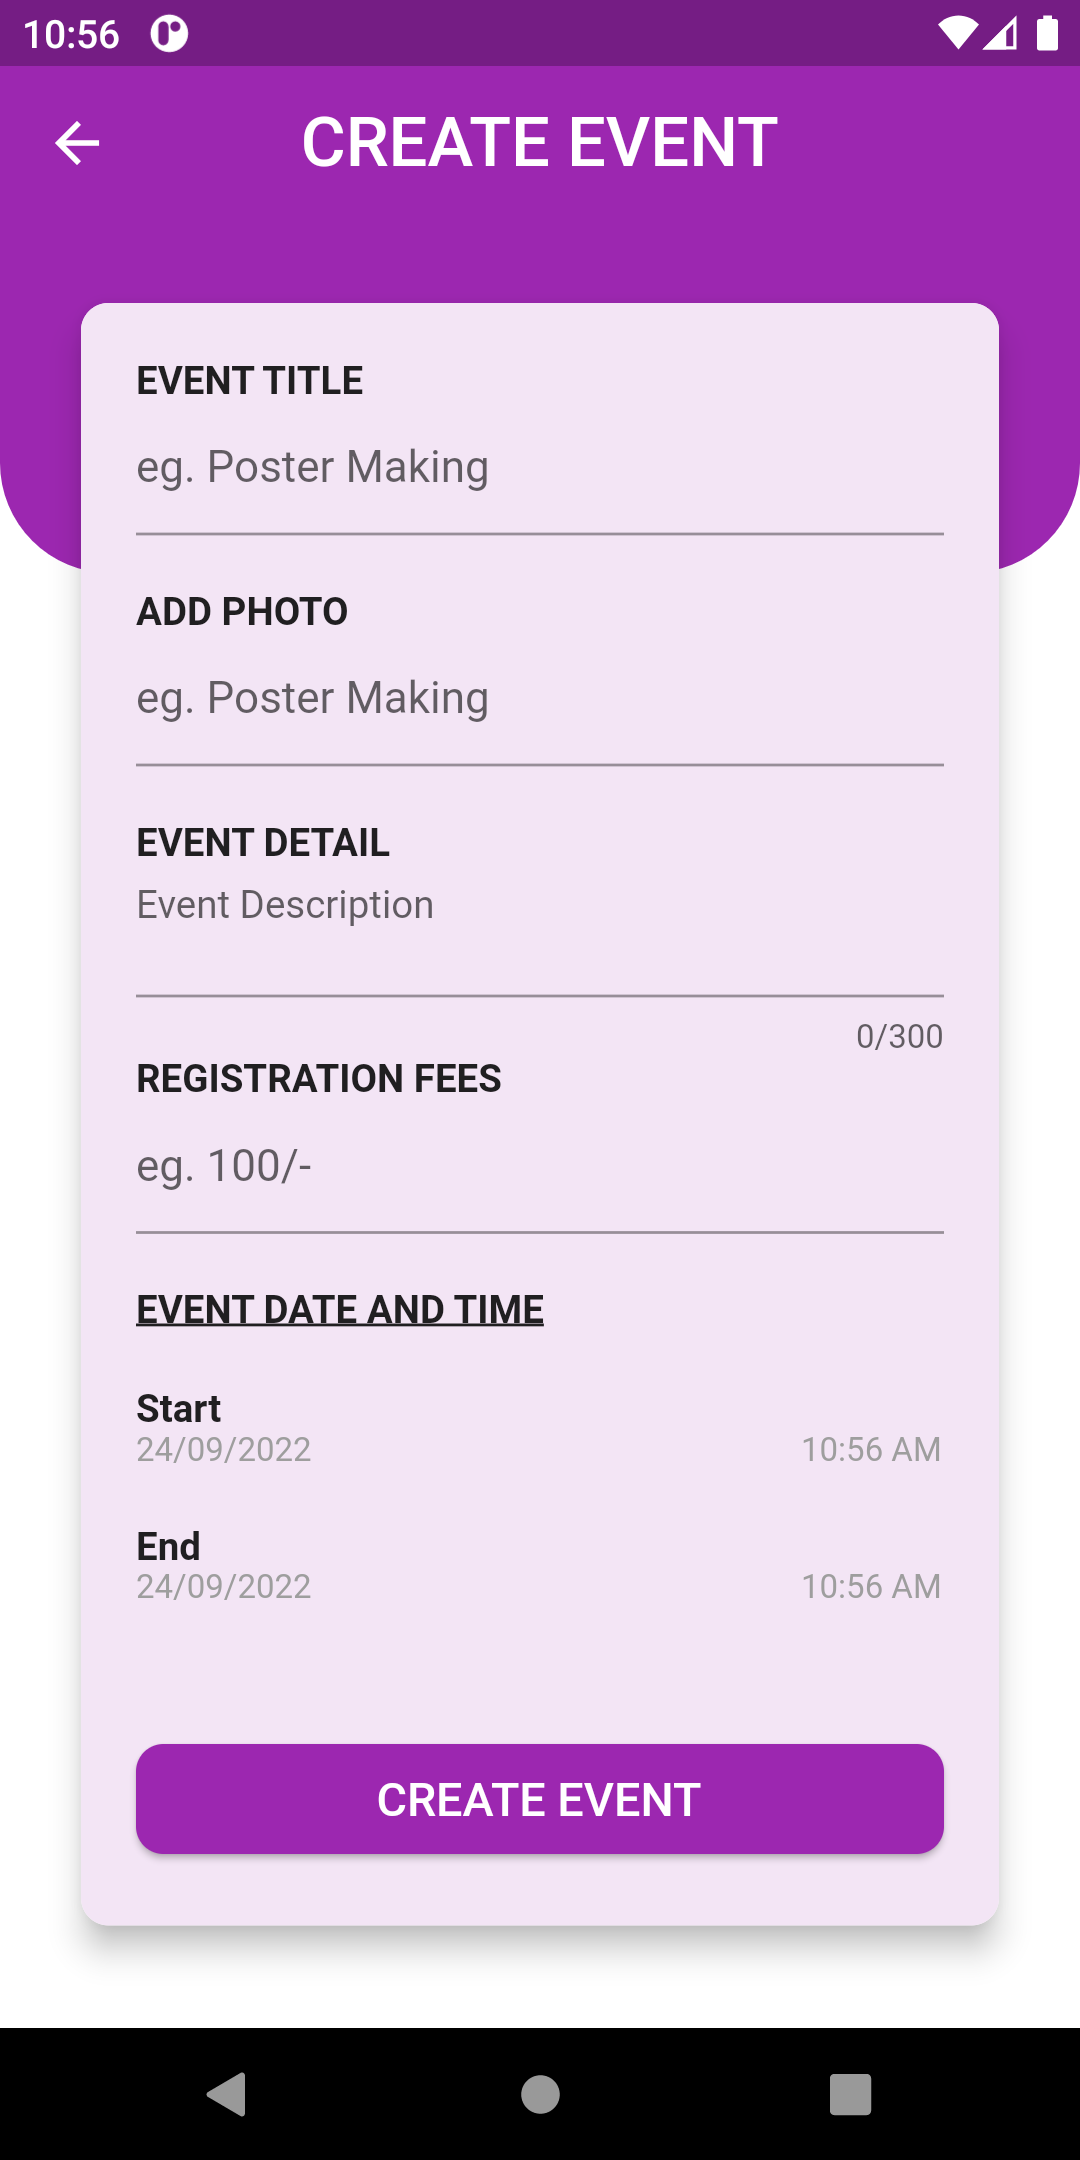 10:56
CREATE EVENT
EVENT TITLE
eg. Poster Making
ADD PHOTO
eg. Poster Making
EVENT DETAIL
Event Description
0/300
REGISTRATION FEES
eg. 100/-
EVENT DATE AND TIME
Start
24/09/2022 10:56 AM
End
24/09/2022 10:56 AM
CREATE EVENT